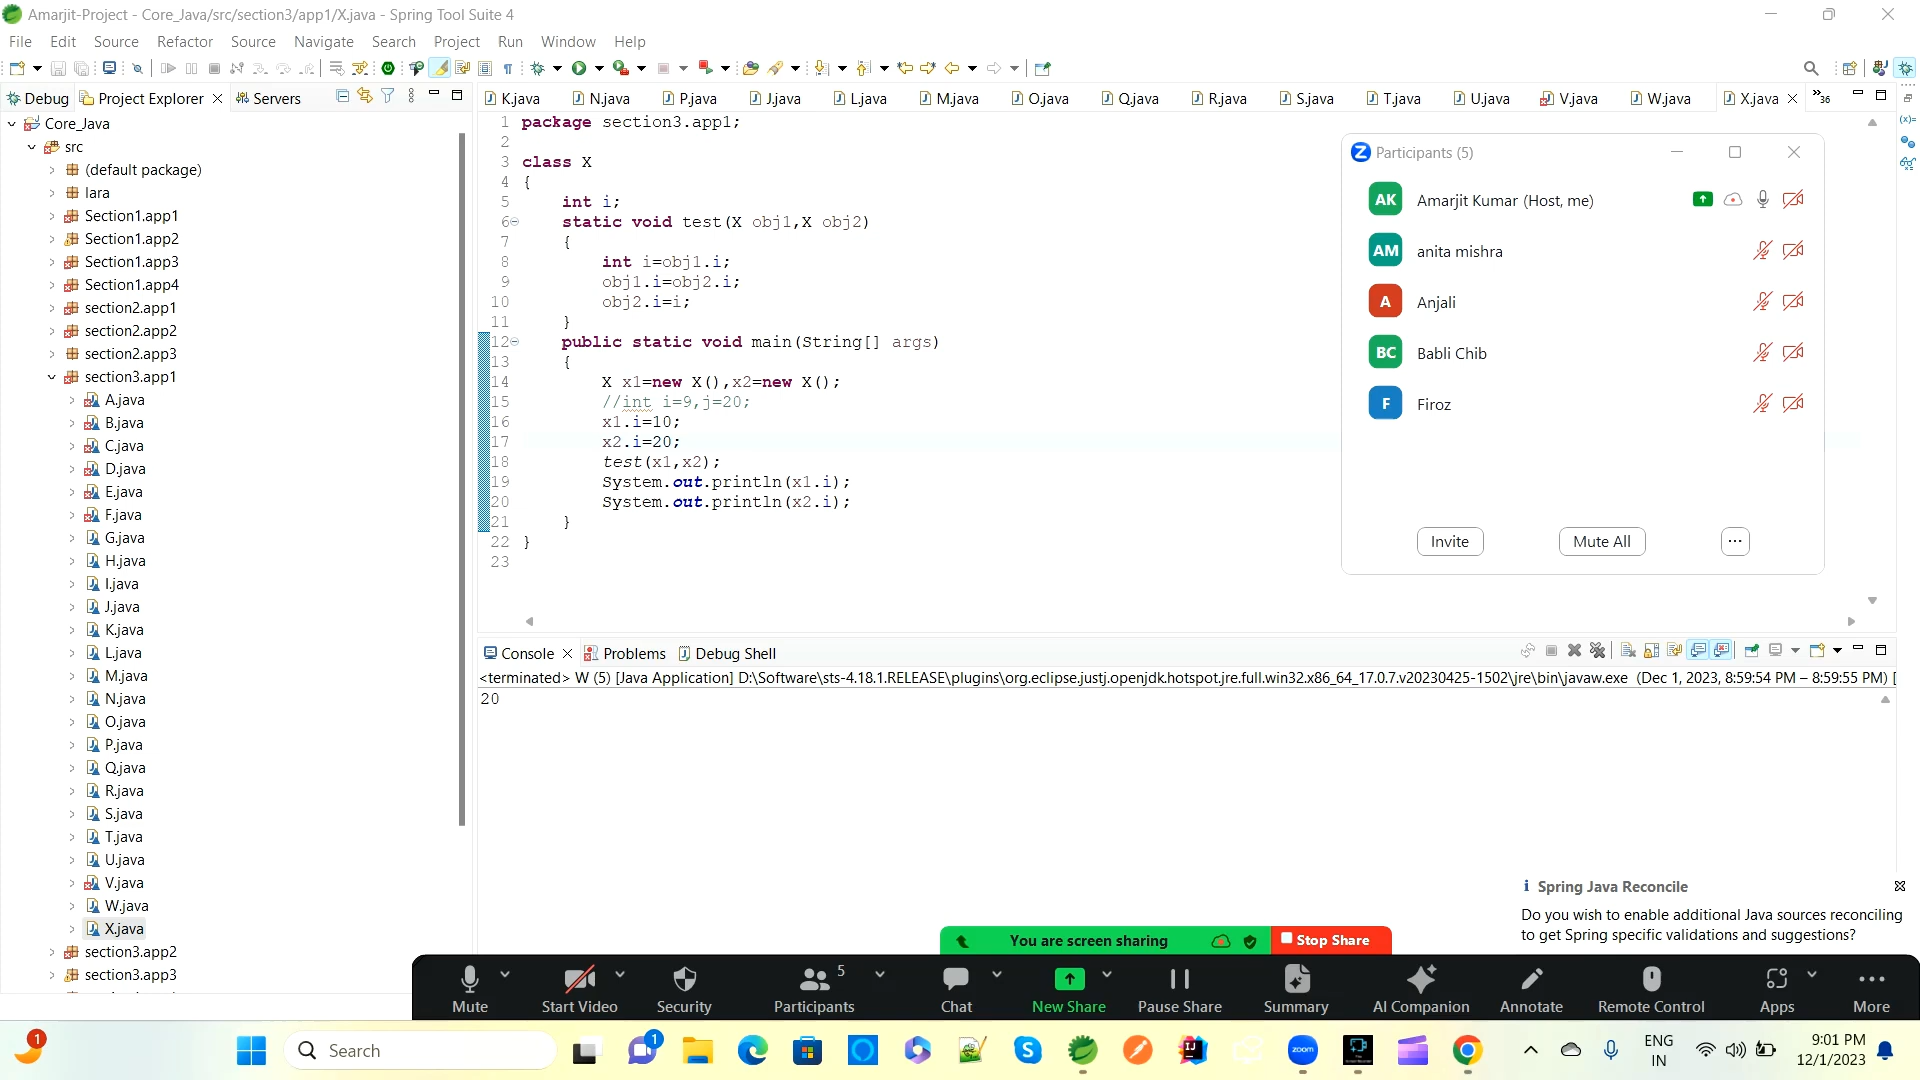 Amarjit-Project - Core_Java/src/section3/app1/X.java - Spring Tool Suite 4
File Edit Source Refactor Source Navigate Search Project Run Window Help
Debug Project Explorer Servers
K.java N.java P.java J.java L.java M.java O.java Q.java R.java S.java T.java U.java V.java W.java X.java »36
Core_Java
src
(default package)
lara
Section1.app1
Section1.app2
Section1.app3
Section1.app4
section2.app1
section2.app2
section2.app3
section3.app1
A.java
B.java
C.java
D.java
E.java
F.java
G.java
H.java
I.java
J.java
K.java
L.java
M.java
N.java
O.java
P.java
Q.java
R.java
S.java
T.java
U.java
V.java
W.java
X.java
section3.app2
section3.app3
1 package section3.app1;
2
3 class X
4 {
5 int i;
6 static void test(X obj1,X obj2)
7 {
8 int i=obj1.i;
9 obj1.i=obj2.i;
10 obj2.i=i;
11 }
12 public static void main(String[] args)
13 {
14 X x1=new X(),x2=new X();
15 //int i=9,j=20;
16 x1.i=10;
17 x2.i=20;
18 test(x1,x2);
19 System.out.println(x1.i);
20 System.out.println(x2.i);
21 }
22 }
23
(x)=
Participants (5)
AK Amarjit Kumar (Host, me)
AM anita mishra
A Anjali
BC Babli Chib
F Firoz
Invite Mute All ...
Console Problems Debug Shell
<terminated> W (5) [Java Application] D:\Software\sts-4.18.1.RELEASE\plugins\org.eclipse.justj.openjdk.hotspot.jre.full.win32.x86_64_17.0.7.v20230425-1502\jre\bin\javaw.exe (Dec 1, 2023, 8:59:54 PM – 8:59:55 PM) [
20
Spring Java Reconcile
Do you wish to enable additional Java sources reconciling
to get Spring specific validations and suggestions?
You are screen sharing Stop Share
5
Mute Start Video Security Participants Chat New Share Pause Share Summary AI Companion Annotate Remote Control Apps More
1
Search
1
zoom
ENG
IN
9:01 PM
12/1/2023